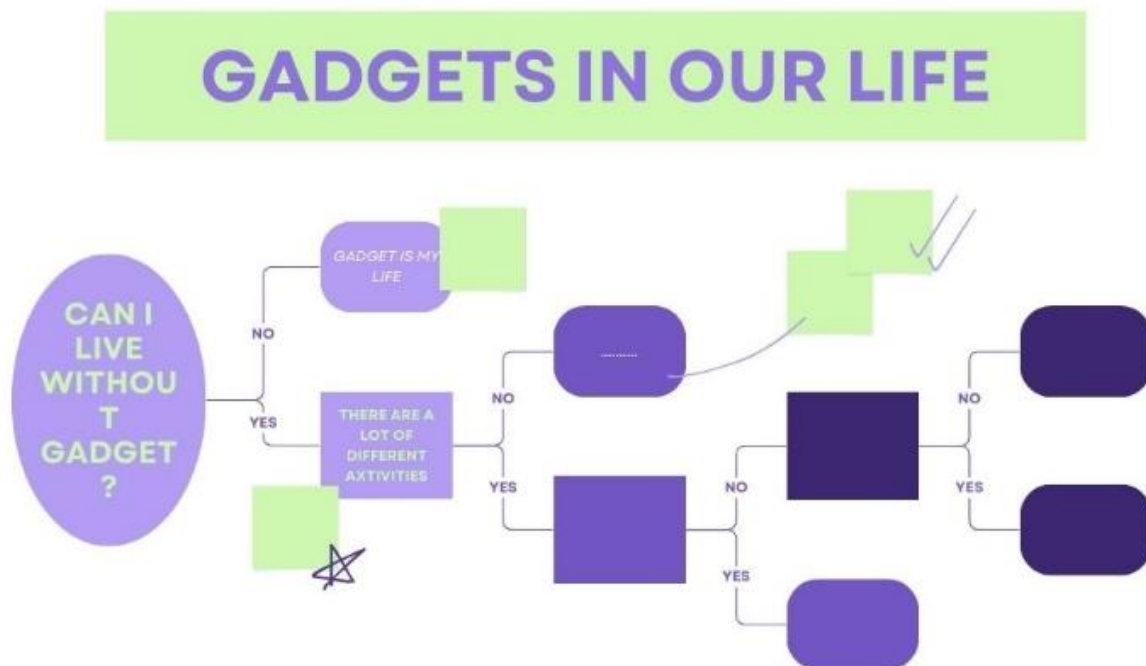 GADGETS IN OUR LIFE
CAN I
LIVE
WITHOU
T
GADGET
?
NO
YES
GADGET IS MY
LIFE
THERE ARE A
LOT OF
DIFFERENT
AXTIVITIES
NO
YES
..........
NO
YES
NO
YES